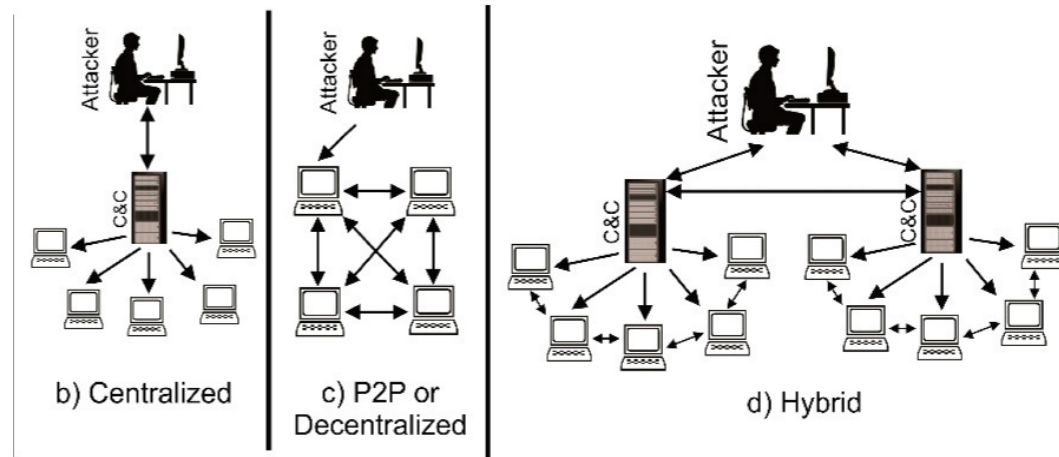 Attacker
C&C
b) Centralized
Attacker
c) P2P or
Decentralized
Attacker
C&C
C&C
d) Hybrid